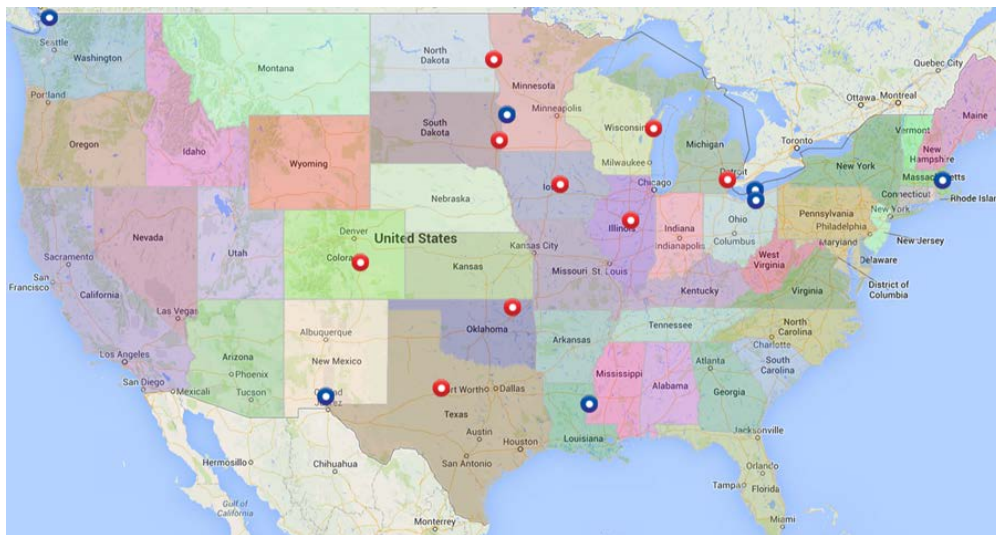 Quebec City
Ottawa
Montreal
Maine
Vermont
New
Hampshire
Massachusetts
Connecticut
Rhode Islan
Seattle
Washington
Montana
North
Dakota
Minnesota
Minneapolis
Portland
Oregon
Idaho
South
Dakota
Wisconsin
Milwaukee
Michigan
Toronto
Detroit
New York
Wyoming
Nebraska
Iow
Chicago
Illinois
Indiana
Indianapolis
Ohio
Columbus
Pennsylvania
Philadelphia
New York
Maryland
New Jersey
Delaware
District of
Columbia
West
Virginia
Virginia
Nevada
Utah
Denver
Colora
United States
Kansas
Kansas City
Missouri
St. Louis
Kentucky
Sacramento
San
Francisco
California
Las Vegas
Los Angeles
San Diego
Mexicali
Arizona
Phoenix
Tucson
Albuquerque
New Mexico
Oklahoma
Arkansas
Tennessee
North
Carolina
Charlotte
South
Carolina
Atlanta
Georgia
Mississippi
Alabama
Louisiana
rt Worth
Dallas
Texas
Austin
Houston
San Antonio
Jacksonville
Orlando
Tampa
Florida
Miami
Hermosillo
Chihuahua
Gulf of
California
Monterrey